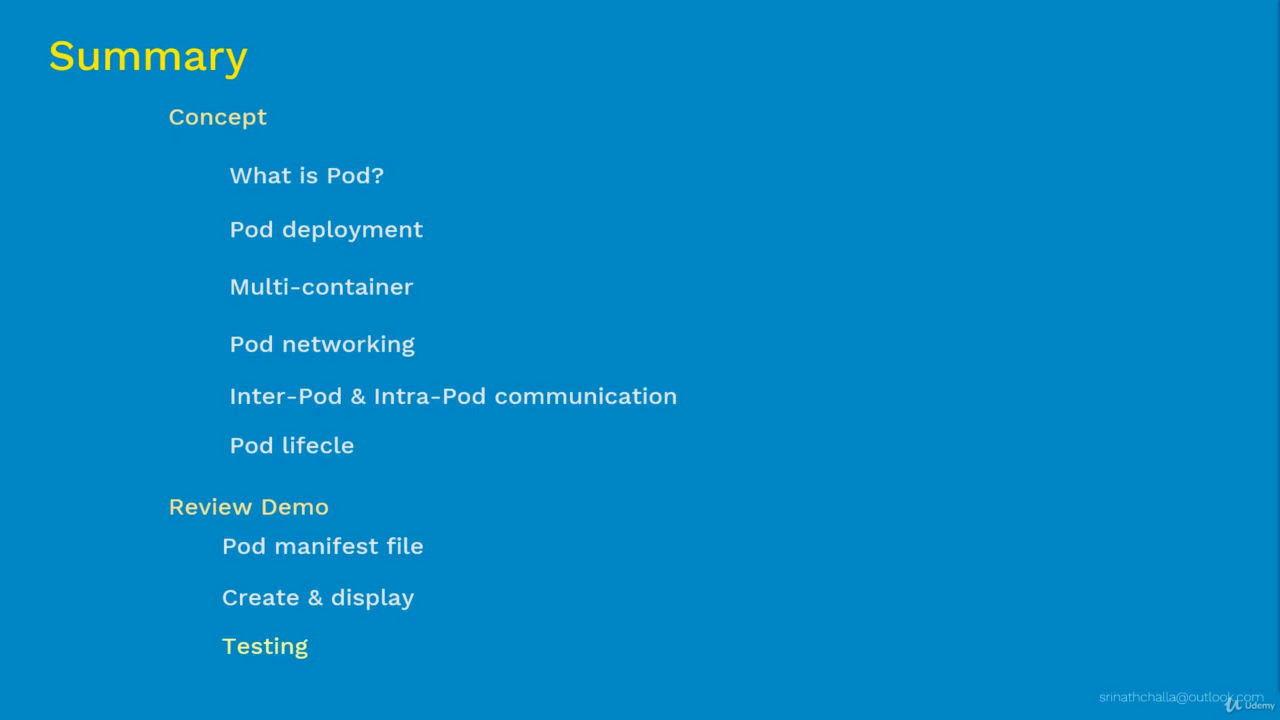 Summary
Concept
What is Pod?
Pod deployment
Multi-container
Pod networking
Inter-Pod & Intra-Pod communication
Pod lifecle
Review Demo
Pod manifest file
Create & display
Testing
srinathchalla@outlook.com
Udemy